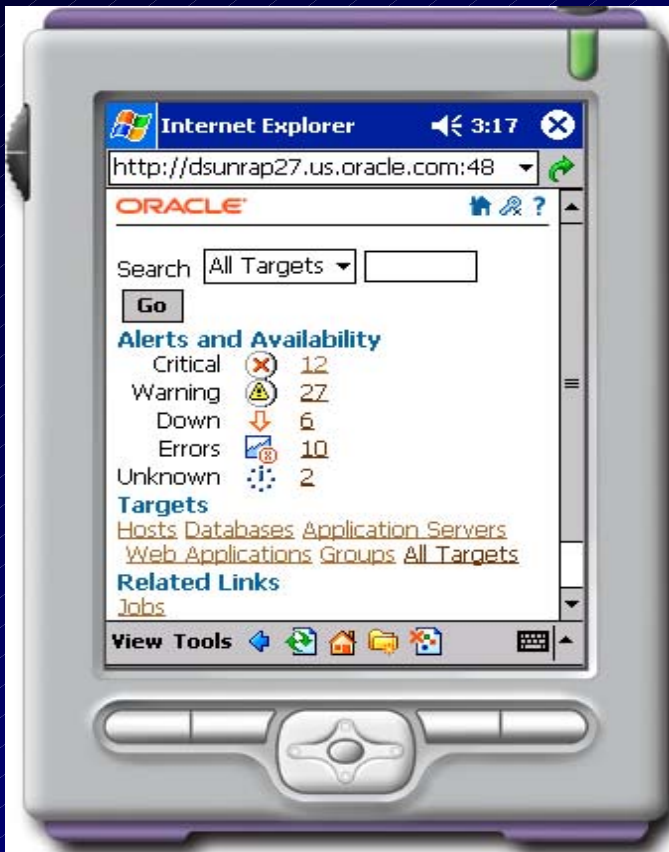 Internet Explorer 3:17
http://dsunrap27.us.oracle.com:48
ORACLE ?
Search All Targets
Go
Alerts and Availability
Critical 12
Warning 27
Down 6
Errors 10
Unknown 2
Targets
Hosts Databases Application Servers
Web Applications Groups All Targets
Related Links
Jobs
View Tools